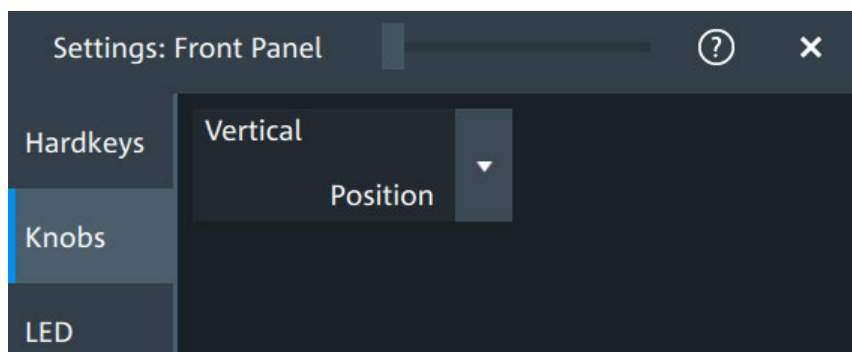 Settings: Front Panel
?
Hardkeys
Vertical
Position
Knobs
LED